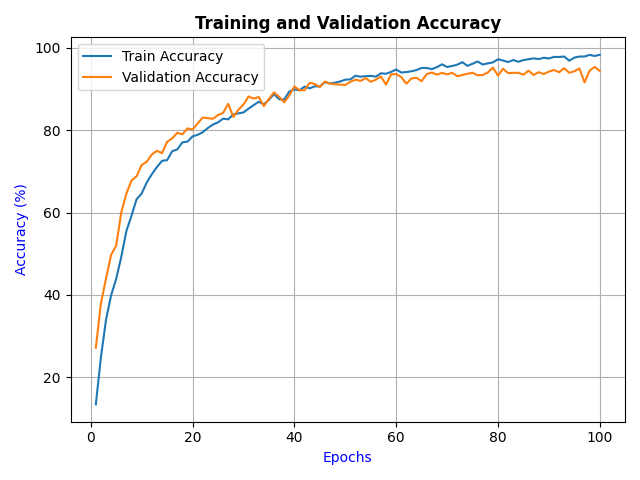 Training and Validation Accuracy
Train Accuracy
Validation Accuracy
Accuracy (%)
100
80
60
40
20
0 20 40 60 80 100
Epochs